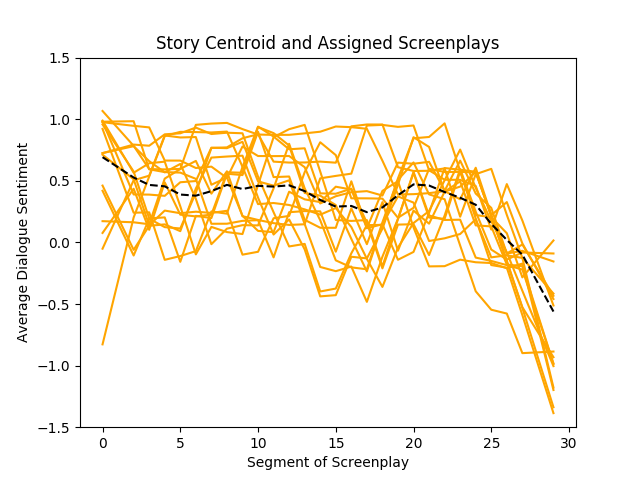 Story Centroid and Assigned Screenplays
Average Dialogue Sentiment
1.5
1.0
0.5
0.0
−0.5
−1.0
−1.5
0 5 10 15 20 25 30
Segment of Screenplay